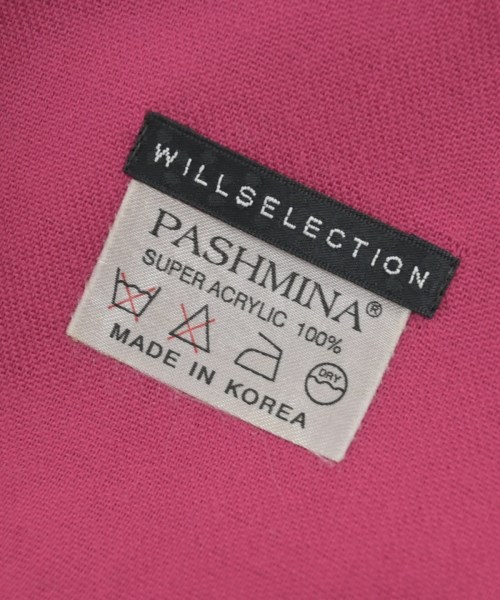 WILLSELECTION
PASHMINA®
SUPER ACRYLIC 100%
DRY
MADE IN KOREA